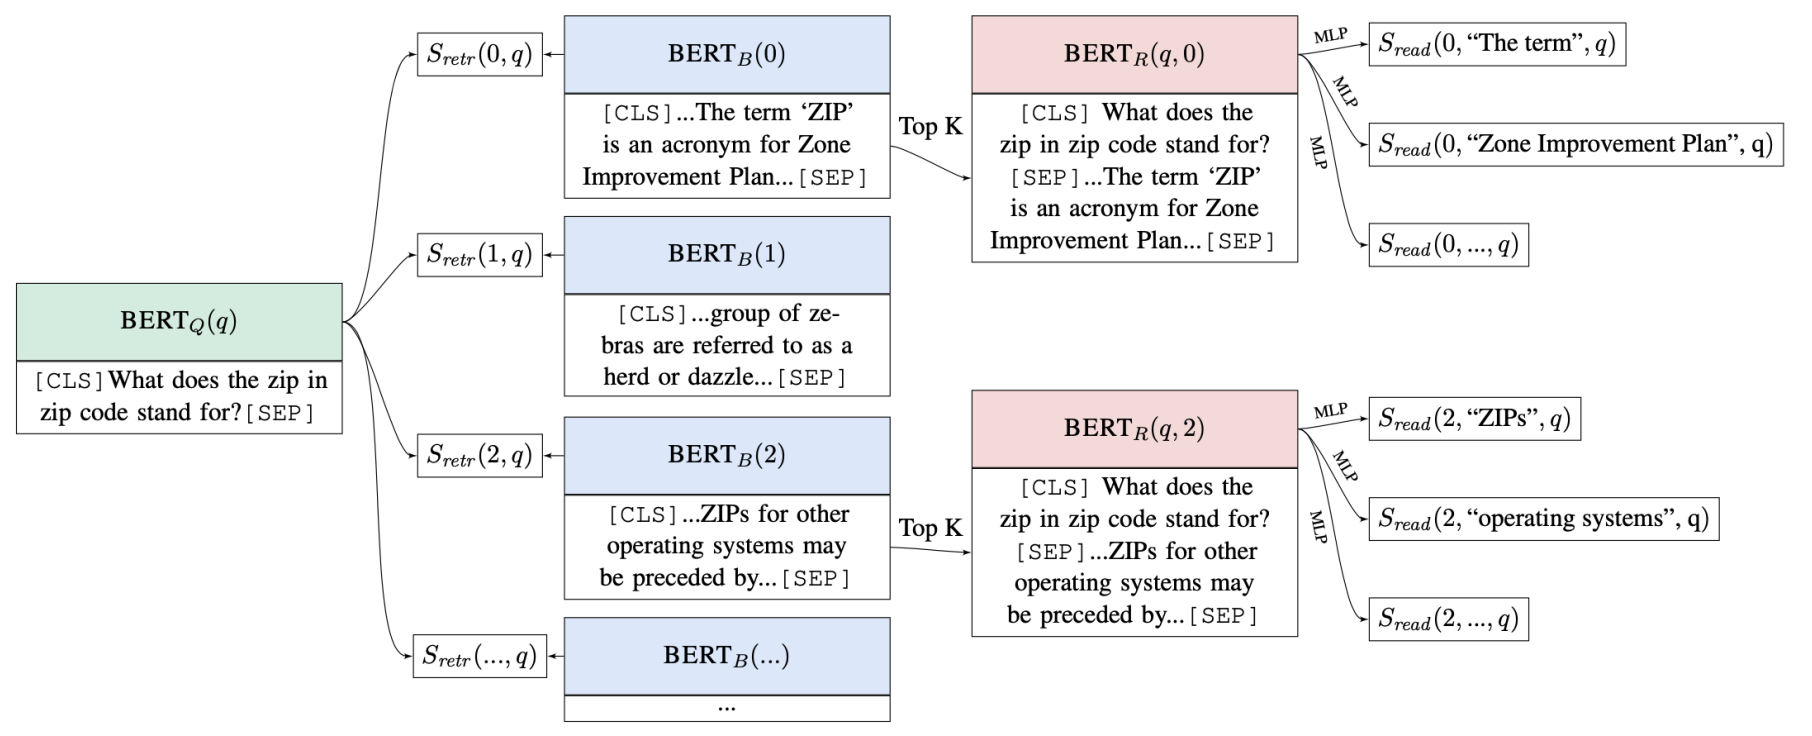 BERT_Q(q)
[CLS]What does the zip in
zip code stand for?[SEP]
S_retr(0, q)
S_retr(1, q)
S_retr(2, q)
S_retr(..., q)
BERT_B(0)
[CLS]...The term ‘ZIP’
is an acronym for Zone
Improvement Plan...[SEP]
BERT_B(1)
[CLS]...group of ze-
bras are referred to as a
herd or dazzle...[SEP]
BERT_B(2)
[CLS]...ZIPs for other
operating systems may
be preceded by...[SEP]
BERT_B(...)
...
Top K
Top K
BERT_R(q, 0)
[CLS] What does the
zip in zip code stand for?
[SEP]...The term ‘ZIP’
is an acronym for Zone
Improvement Plan...[SEP]
MLP
MLP
MLP
S_read(0, “The term”, q)
S_read(0, “Zone Improvement Plan”, q)
S_read(0, ..., q)
BERT_R(q, 2)
[CLS] What does the
zip in zip code stand for?
[SEP]...ZIPs for other
operating systems may
be preceded by...[SEP]
MLP
MLP
MLP
S_read(2, “ZIPs”, q)
S_read(2, “operating systems”, q)
S_read(2, ..., q)